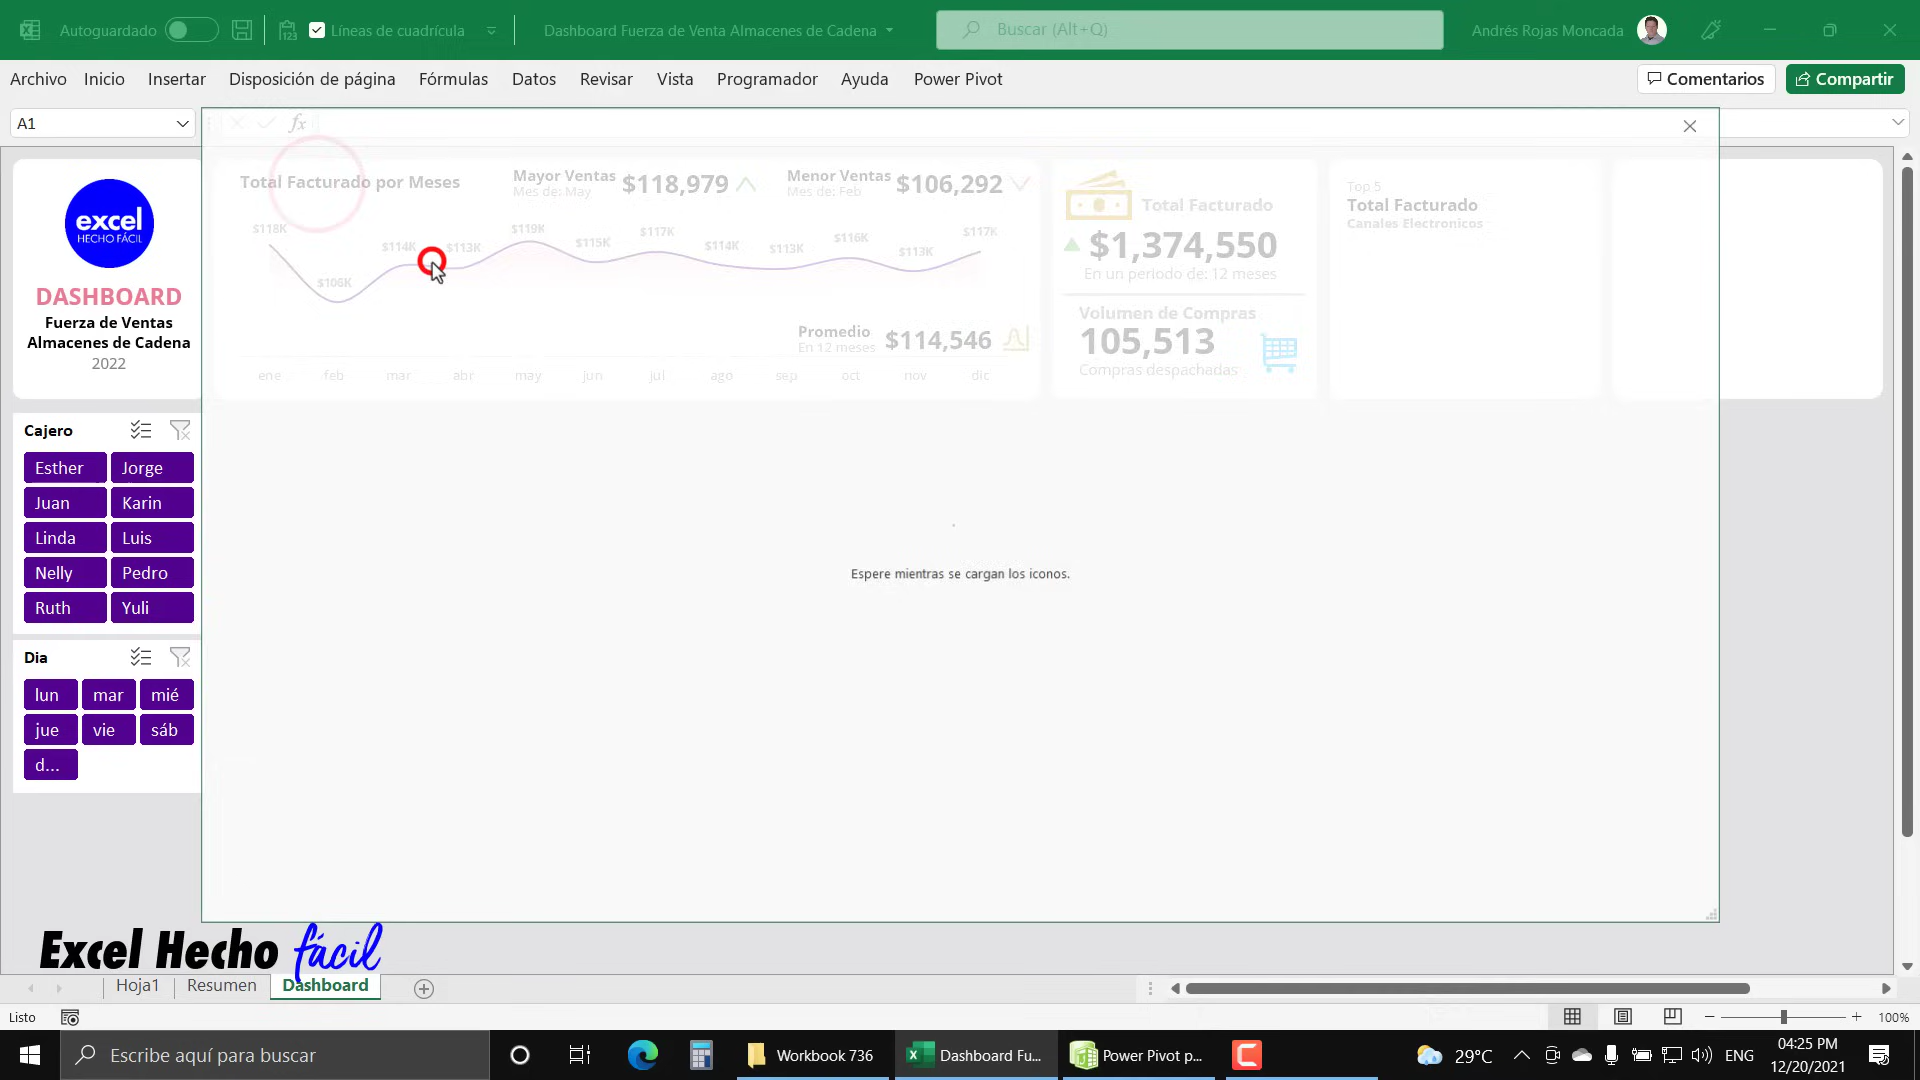 Autoguardado
Líneas de cuadrícula
Dashboard Fuerza de Venta Almacenes de Cadena
Buscar (Alt+Q)
Andrés Rojas Moncada
Archivo Inicio Insertar Disposición de página Fórmulas Datos Revisar Vista Programador Ayuda Power Pivot
Comentarios
Compartir
A1
fx
excel
HECHO FÁCIL
DASHBOARD
Fuerza de Ventas
Almacenes de Cadena
2022
Total Facturado por Meses
Mayor Ventas
Mes de: May
$118,979
Menor Ventas
Mes de: Feb
$106,292
$118K $106K $114K $113K $119K $115K $117K $114K $113K $116K $113K $117K
Promedio
En 12 meses
$114,546
ene feb mar abr may jun jul ago sep oct nov dic
Total Facturado
$1,374,550
En un periodo de: 12 meses
Volumen de Compras
105,513
Compras despachadas
Top 5
Total Facturado
Canales Electronicos
Cajero
Esther Jorge
Juan Karin
Linda Luis
Nelly Pedro
Ruth Yuli
Dia
lun mar mié
jue vie sáb
d...
Espere mientras se cargan los iconos.
Excel Hecho fácil
Hoja1 Resumen Dashboard
Listo
100%
Escribe aquí para buscar
Workbook 736
Dashboard Fu...
Power Pivot p...
29°C
ENG
04:25 PM
12/20/2021